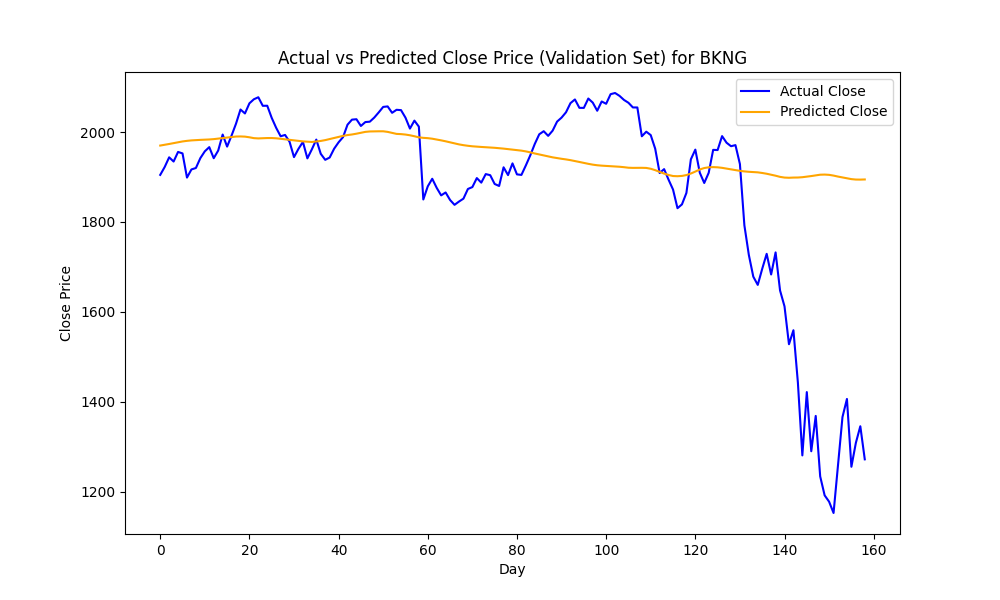 Actual vs Predicted Close Price (Validation Set) for BKNG
Actual Close
Predicted Close
Close Price
2000
1800
1600
1400
1200
0 20 40 60 80 100 120 140 160
Day